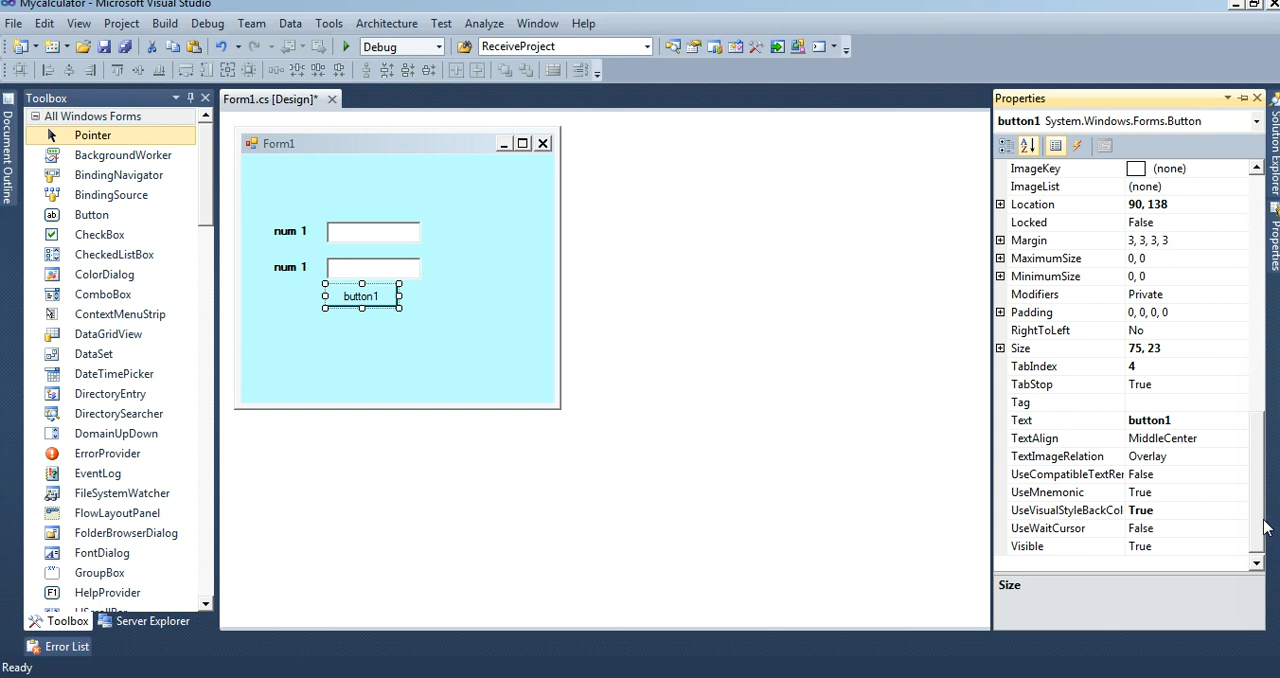 Mycalculator - Microsoft Visual Studio
File Edit View Project Build Debug Team Data Tools Architecture Test Analyze Window Help
Debug ReceiveProject
Document Outline
Toolbox
All Windows Forms
Pointer
BackgroundWorker
BindingNavigator
BindingSource
Button
CheckBox
CheckedListBox
ColorDialog
ComboBox
ContextMenuStrip
DataGridView
DataSet
DateTimePicker
DirectoryEntry
DirectorySearcher
DomainUpDown
ErrorProvider
EventLog
FileSystemWatcher
FlowLayoutPanel
FolderBrowserDialog
FontDialog
GroupBox
HelpProvider
Toolbox Server Explorer
Form1.cs [Design]*
Form1
num 1
num 1
button1
Properties
button1 System.Windows.Forms.Button
ImageKey (none)
ImageList (none)
Location 90, 138
Locked False
Margin 3, 3, 3, 3
MaximumSize 0, 0
MinimumSize 0, 0
Modifiers Private
Padding 0, 0, 0, 0
RightToLeft No
Size 75, 23
TabIndex 4
TabStop True
Tag
Text button1
TextAlign MiddleCenter
TextImageRelation Overlay
UseCompatibleTextRer False
UseMnemonic True
UseVisualStyleBackCol True
UseWaitCursor False
Visible True
Size
Solution Explorer
Properties
Error List
Ready